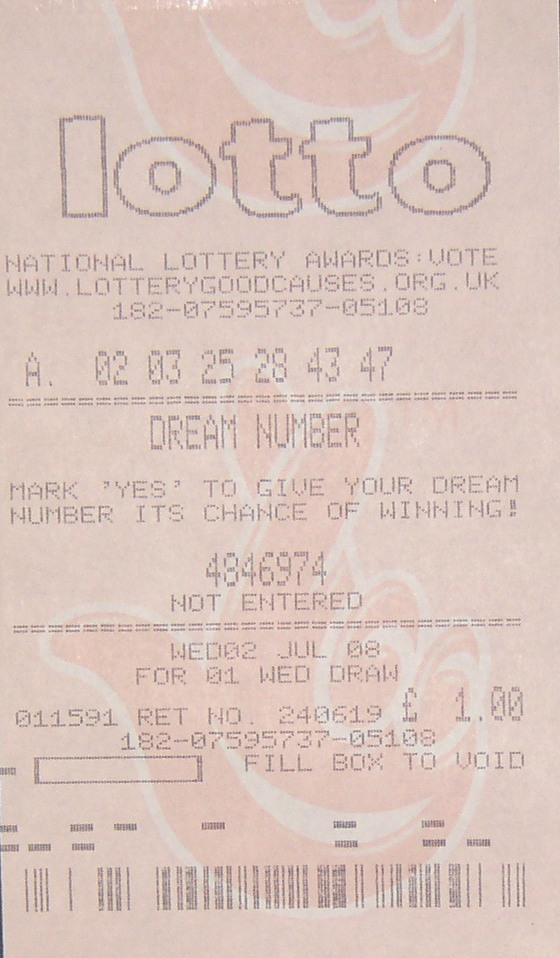 lotto
NATIONAL LOTTERY AWARDS:VOTE
WWW.LOTTERYGOODCAUSES.ORG.UK
182-07595737-05108
A. 02 03 25 28 43 47
DREAM NUMBER
MARK 'YES' TO GIVE YOUR DREAM
NUMBER ITS CHANCE OF WINNING!
4846974
NOT ENTERED
WED02 JUL 08
FOR 01 WED DRAW
011591 RET NO. 240619 £ 1.00
182-07595737-05108
FILL BOX TO VOID